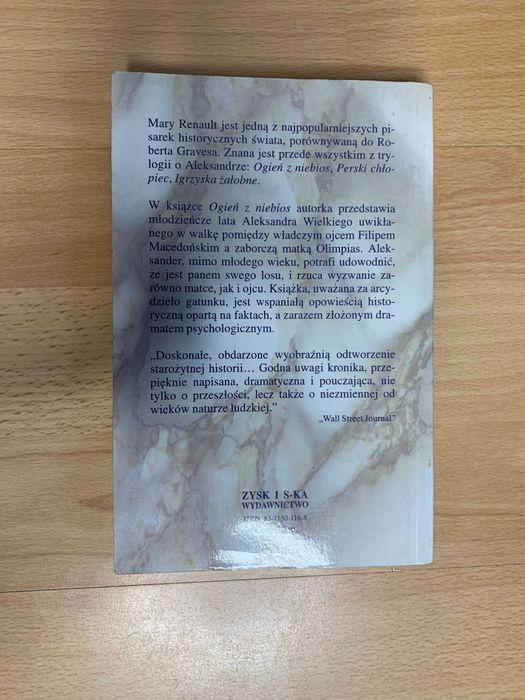 Mary Renault jest jedną z najpopularniejszych pi-
sarek historycznych świata, porównywaną do Ro-
berta Gravesa. Znana jest przede wszystkim z try-
logii o Aleksandrze: Ogień z niebios, Perski chło-
piec, Igrzyska żałobne.
W książce Ogień z niebios autorka przedstawia
młodzieńcze lata Aleksandra Wielkiego uwikła-
nego w walkę pomiędzy władczym ojcem Filipem
Macedońskim a zaborczą matką Olimpias. Alek-
sander, mimo młodego wieku, potrafi udowodnić,
że jest panem swego losu, i rzuca wyzwanie za-
równo matce, jak i ojcu. Książka, uważana za arcy-
dzieło gatunku, jest wspaniałą opowieścią histo-
ryczną opartą na faktach, a zarazem złożonym dra-
matem psychologicznym.
„Doskonałe, obdarzone wyobraźnią odtworzenie
starożytnej historii... Godna uwagi kronika, prze-
pięknie napisana, dramatyczna i pouczająca, nie
tylko o przeszłości, lecz także o niezmiennej od
wieków naturze ludzkiej.”
„Wall Street Journal”
ZYSK I S-KA
WYDAWNICTWO
ISBN 83-7150-118-8